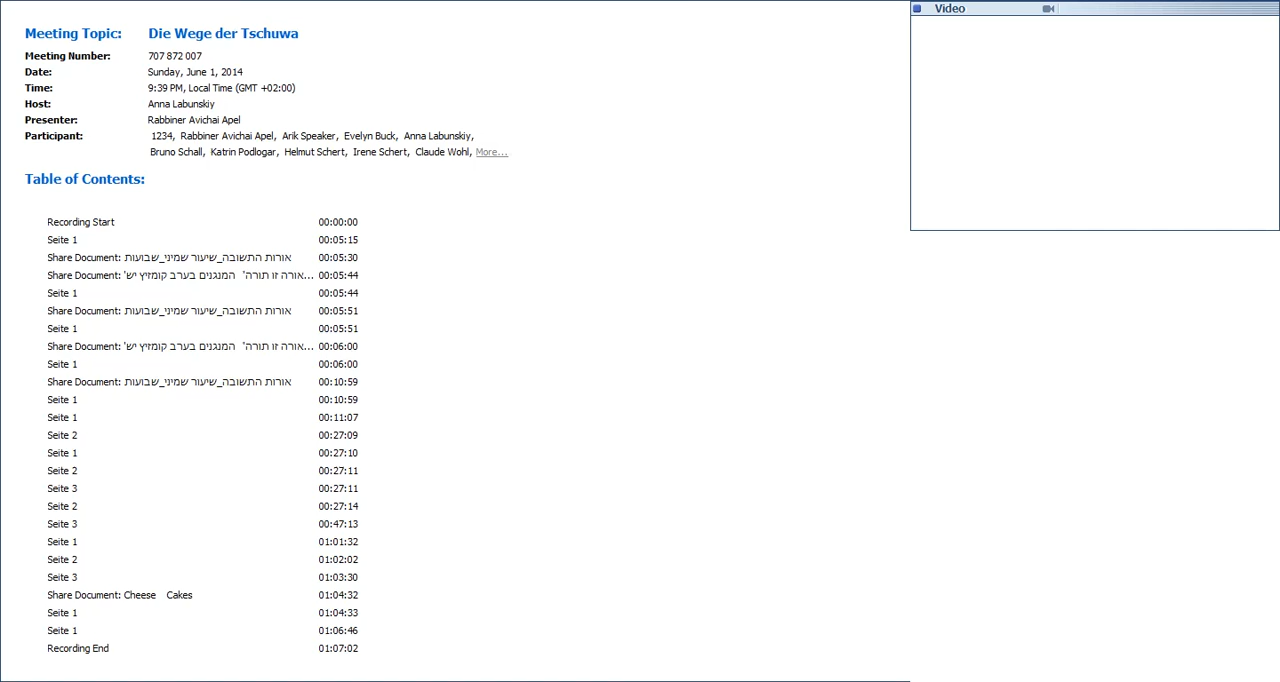 Video
Meeting Topic: Die Wege der Tschuwa
Meeting Number: 707 872 007
Date: Sunday, June 1, 2014
Time: 9:39 PM, Local Time (GMT +02:00)
Host: Anna Labunskiy
Presenter: Rabbiner Avichai Apel
Participant: 1234, Rabbiner Avichai Apel, Arik Speaker, Evelyn Buck, Anna Labunskiy,
Bruno Schall, Katrin Podlogar, Helmut Schert, Irene Schert, Claude Wohl, More...
Table of Contents:
Recording Start 00:00:00
Seite 1 00:05:15
Share Document: אורות התשובה_שיעור שמיני_שבועות 00:05:30
Share Document: 'אורה זו תורה' המנגנים בערב קומזיץ יש... 00:05:44
Seite 1 00:05:44
Share Document: אורות התשובה_שיעור שמיני_שבועות 00:05:51
Seite 1 00:05:51
Share Document: 'אורה זו תורה' המנגנים בערב קומזיץ יש... 00:06:00
Seite 1 00:06:00
Share Document: אורות התשובה_שיעור שמיני_שבועות 00:10:59
Seite 1 00:10:59
Seite 1 00:11:07
Seite 2 00:27:09
Seite 1 00:27:10
Seite 2 00:27:11
Seite 3 00:27:11
Seite 2 00:27:14
Seite 3 00:47:13
Seite 1 01:01:32
Seite 2 01:02:02
Seite 3 01:03:30
Share Document: Cheese Cakes 01:04:32
Seite 1 01:04:33
Seite 1 01:06:46
Recording End 01:07:02